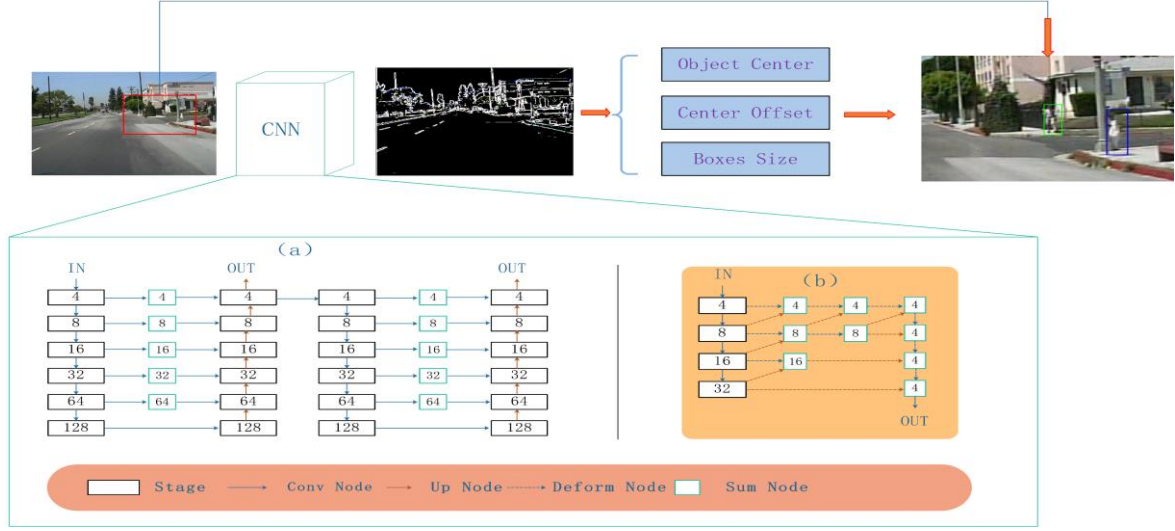 Object Center
CNN
Center Offset
Boxes Size
(a)
IN OUT OUT
4 4 4 4 4 4
8 8 8 8 8 8
16 16 16 16 16 16
32 32 32 32 32 32
64 64 64 64 64 64
128 128 128 128
IN
(b)
4 4 4 4
8 8 8 4
16 16 4
32 4
OUT
Stage Conv Node Up Node Deform Node Sum Node